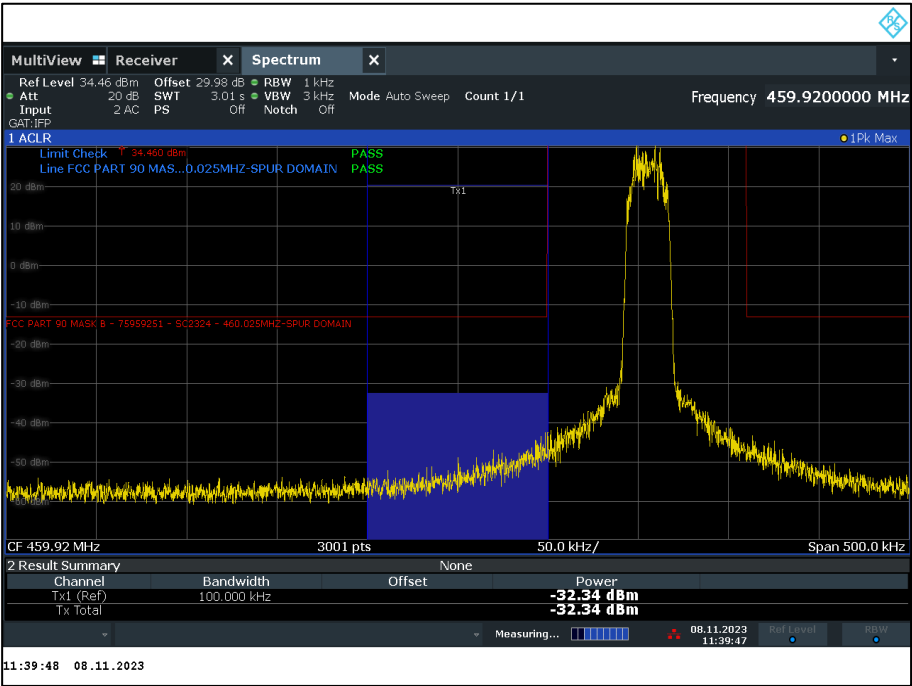 MultiView Receiver X Spectrum X
Ref Level 34.46 dBm Offset 29.98 dB RBW 1 kHz
Att 20 dB SWT 3.01 s VBW 3 kHz Mode Auto Sweep Count 1/1 Frequency 459.9200000 MHz
Input 2 AC PS Off Notch Off
GAT:IFP
1 ACLR 1Pk Max
Limit Check 34.460 dBm PASS
Line FCC PART 90 MAS...0.025MHZ-SPUR DOMAIN PASS
20 dBm
Tx1
10 dBm
0 dBm
-10 dBm
FCC PART 90 MASK B - 75959251 - SC2324 - 460.025MHZ-SPUR DOMAIN
-20 dBm
-30 dBm
-40 dBm
-50 dBm
-60 dBm
CF 459.92 MHz 3001 pts 50.0 kHz/ Span 500.0 kHz
2 Result Summary None
Channel Bandwidth Offset Power
Tx1 (Ref) 100.000 kHz -32.34 dBm
Tx Total -32.34 dBm
Measuring... 08.11.2023 11:39:47 Ref Level RBW
11:39:48 08.11.2023